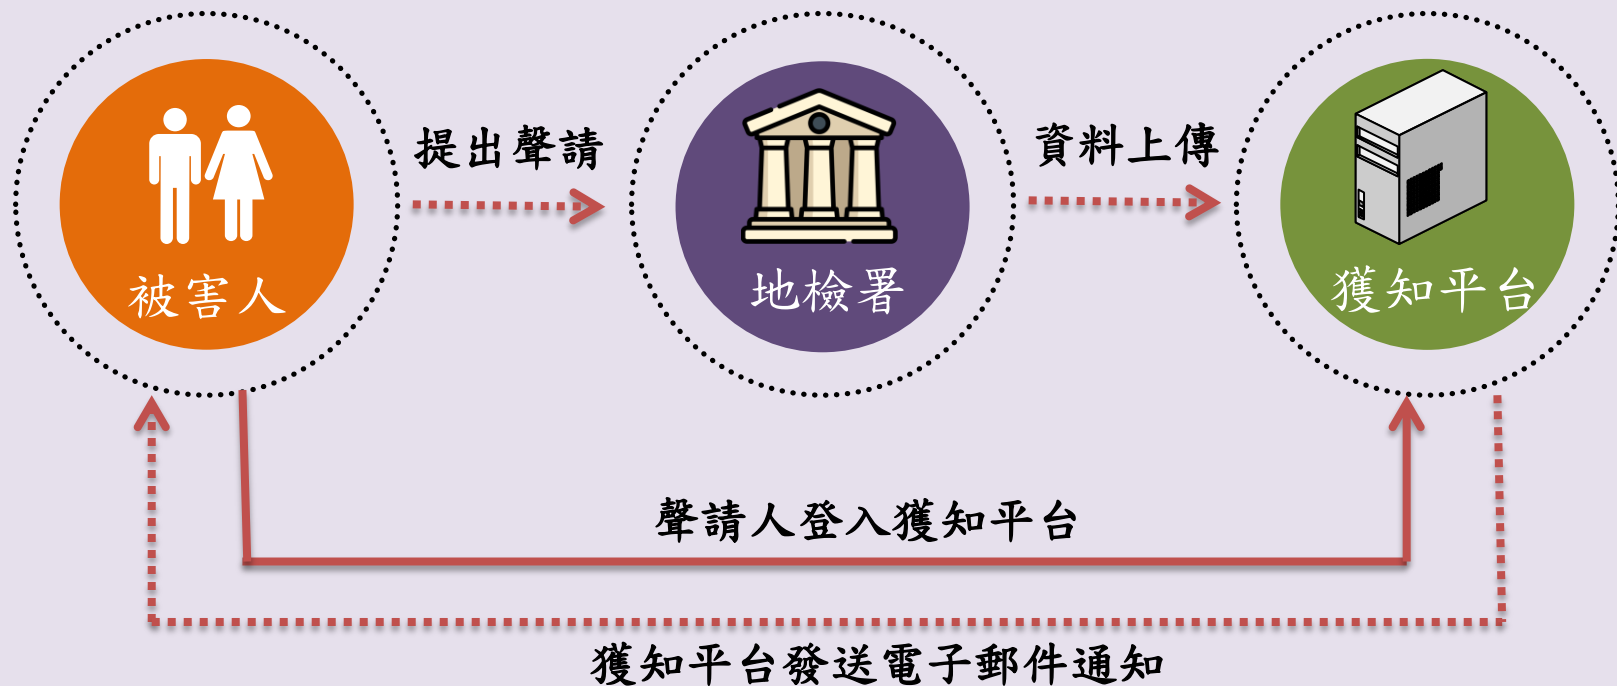 提出聲請
資料上傳
被害人
地檢署
獲知平台
聲請人登入獲知平台
獲知平台發送電子郵件通知